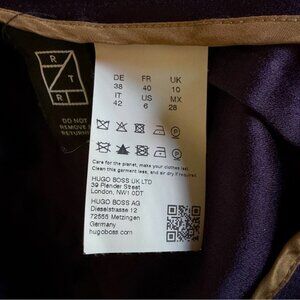 R
T
R
DO NOT
REMOVE
RETURN
DE FR UK
38 40 10
IT US MX
42 6 28
Care for the planet, make your clothes last.
Clean this garment less, and air dry if required.
HUGO BOSS UK LTD
39 Plender Street
London, NW1 0DT
HUGO BOSS AG
Dieselstrasse 12
72555 Metzingen
Germany
hugoboss.com